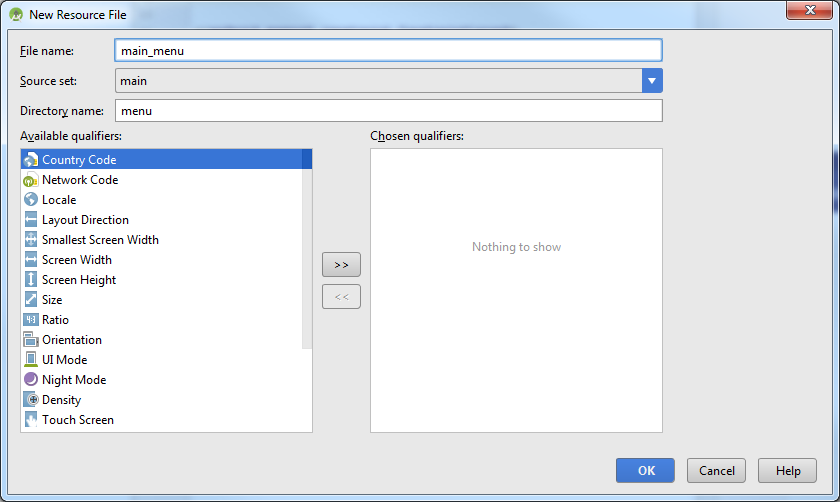 New Resource File
File name: main_menu
Source set: main
Directory name: menu
Available qualifiers: Chosen qualifiers:
Country Code
Network Code
Locale
Layout Direction
Smallest Screen Width
Screen Width
Nothing to show
>>
Screen Height
<<
Size
Ratio
Orientation
UI Mode
Night Mode
Density
Touch Screen
OK Cancel Help